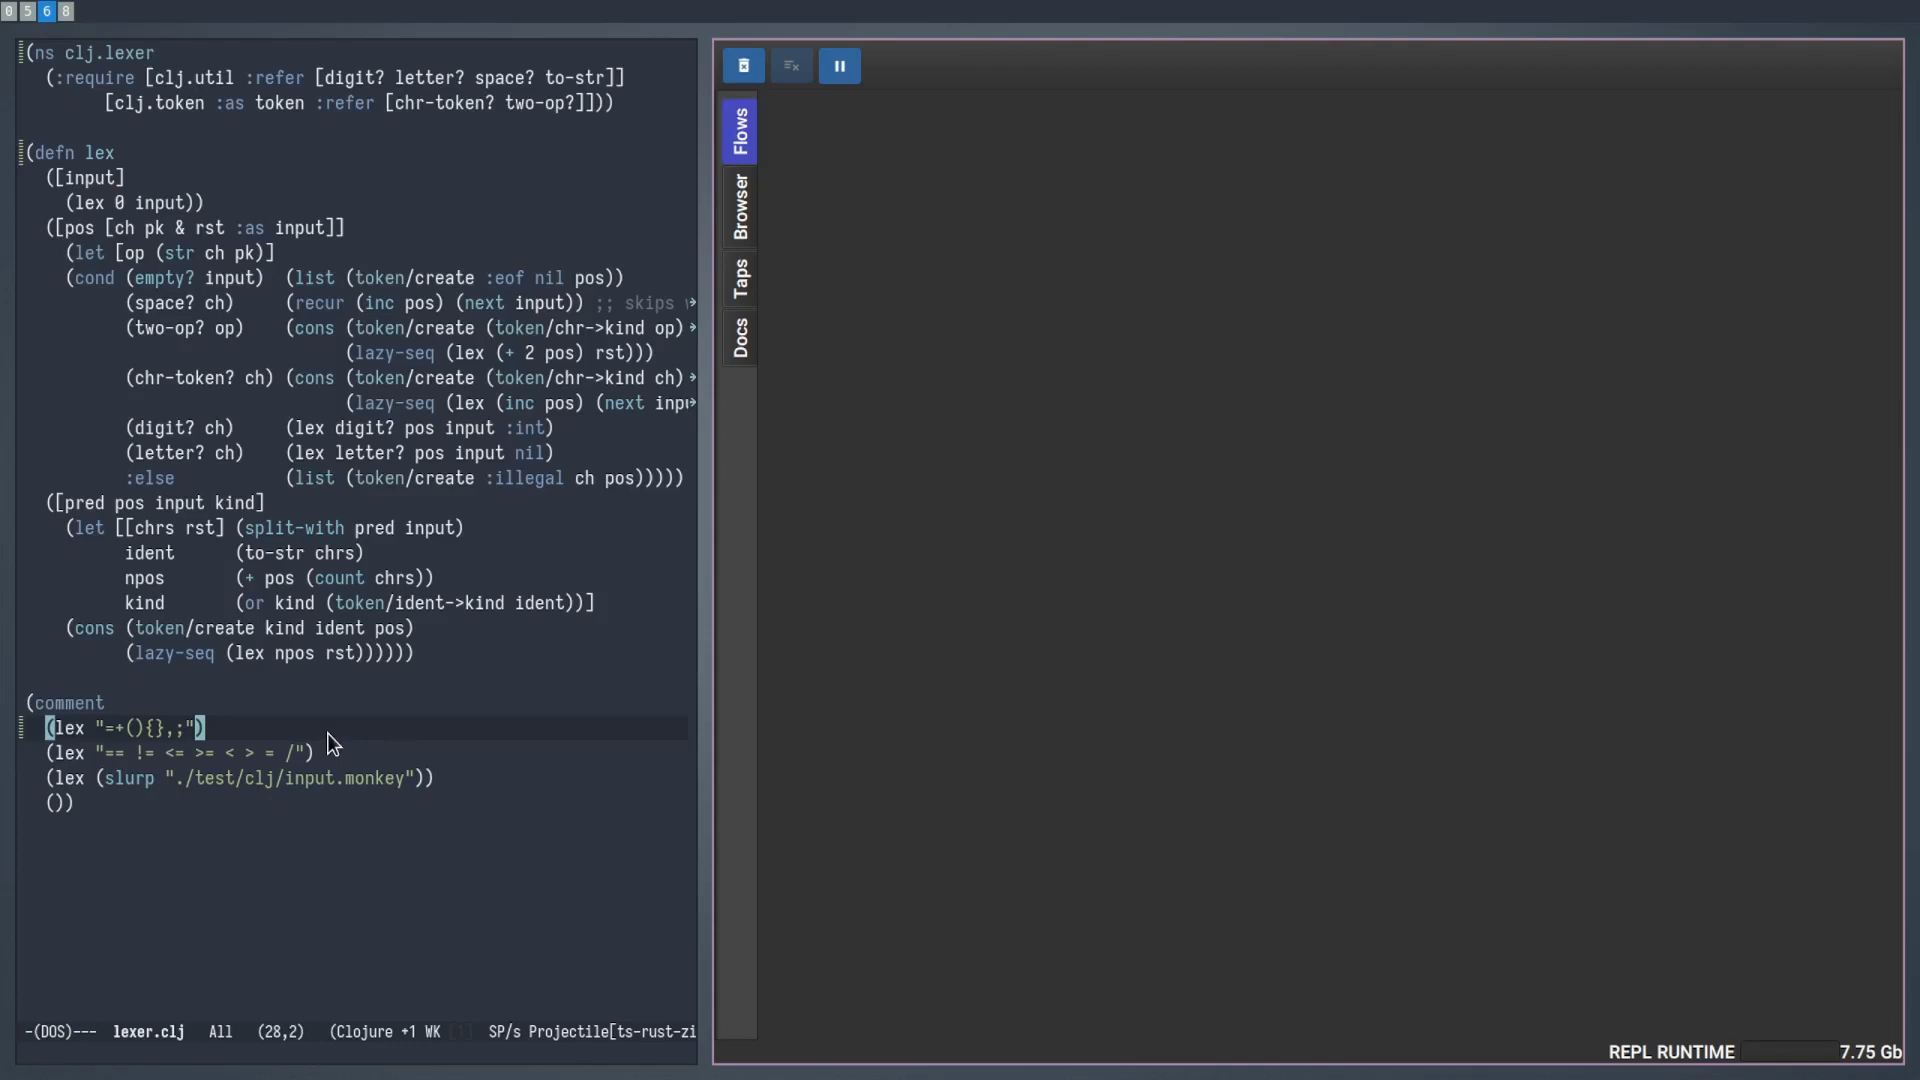 0 5 6 8
(ns clj.lexer
(:require [clj.util :refer [digit? letter? space? to-str]]
[clj.token :as token :refer [chr-token? two-op?]]))
(defn lex
([input]
(lex 0 input))
([pos [ch pk & rst :as input]]
(let [op (str ch pk)]
(cond (empty? input) (list (token/create :eof nil pos))
(space? ch) (recur (inc pos) (next input)) ;; skips
(two-op? op) (cons (token/create (token/chr->kind op)
(lazy-seq (lex (+ 2 pos) rst)))
(chr-token? ch) (cons (token/create (token/chr->kind ch)
(lazy-seq (lex (inc pos) (next inpu
(digit? ch) (lex digit? pos input :int)
(letter? ch) (lex letter? pos input nil)
:else (list (token/create :illegal ch pos)))))
([pred pos input kind]
(let [[chrs rst] (split-with pred input)
ident (to-str chrs)
npos (+ pos (count chrs))
kind (or kind (token/ident->kind ident))]
(cons (token/create kind ident pos)
(lazy-seq (lex npos rst))))))
(comment
(lex "=+(){},;")
(lex "== != <= >= < > = /")
(lex (slurp "./test/clj/input.monkey"))
())
-(DOS)--- lexer.clj All (28,2) (Clojure +1 WK SP/s Projectile[ts-rust-zi
Flows
Browser
Taps
Docs
REPL RUNTIME 7.75 Gb